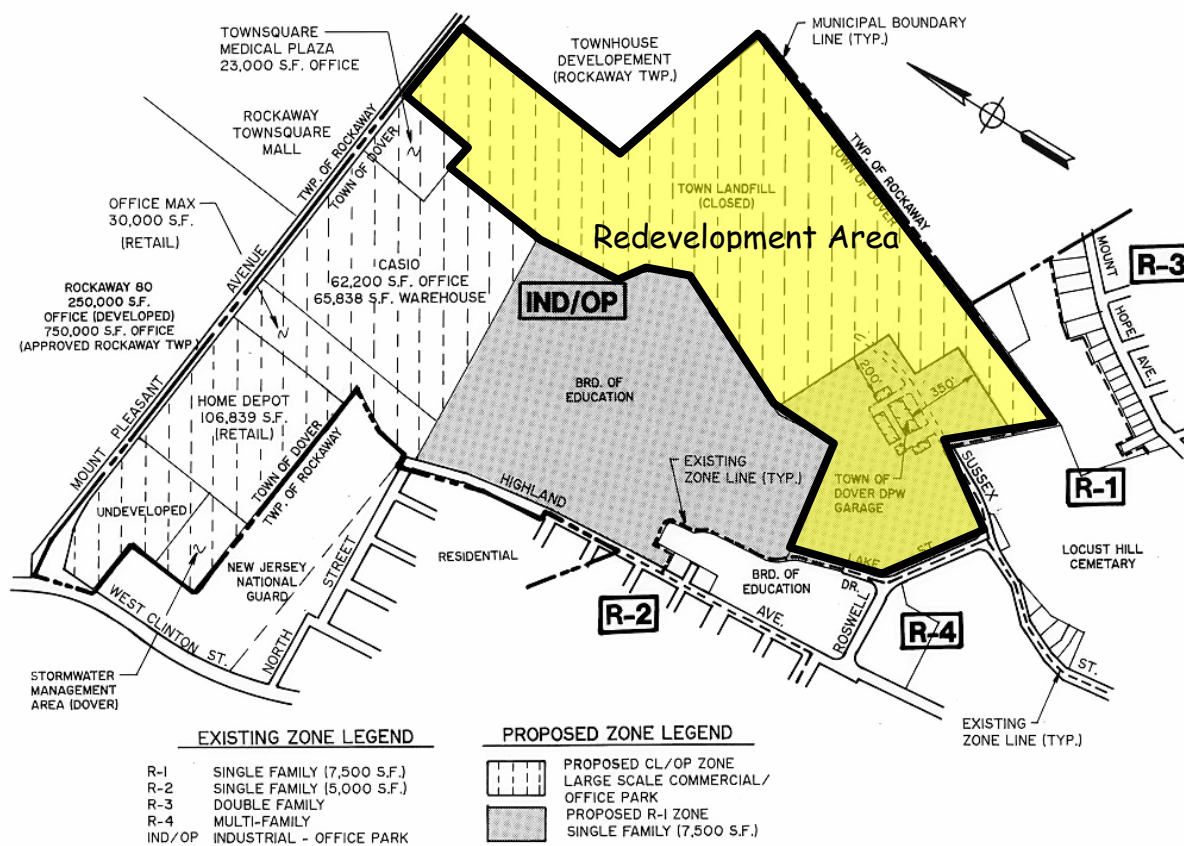 TOWNSQUARE
MEDICAL PLAZA
23,000 S.F. OFFICE
TOWNHOUSE
DEVELOPEMENT
(ROCKAWAY TWP.)
MUNICIPAL BOUNDARY
LINE (TYP.)
ROCKAWAY
TOWNSQUARE
MALL
TWP. OF ROCKAWAY
TOWN OF DOVER
TWP. OF ROCKAWAY
TOWN OF DOVER
OFFICE MAX
30,000 S.F.
(RETAIL)
TOWN LANDFILL
(CLOSED)
Redevelopment Area
MOUNT
HOPE
AVE.
R-3
CASIO
62,200 S.F. OFFICE
65,838 S.F. WAREHOUSE
IND/OP
ROCKAWAY 80
250,000 S.F.
OFFICE (DEVELOPED)
750,000 S.F. OFFICE
(APPROVED ROCKAWAY TWP.)
MOUNT PLEASANT AVENUE
HOME DEPOT
106,839 S.F.
(RETAIL)
BRD. OF
EDUCATION
200'
350'
TOWN OF DOVER
TWP. OF ROCKAWAY
EXISTING
ZONE LINE (TYP.)
TOWN OF
DOVER DPW
GARAGE
SUSSEX
R-1
UNDEVELOPED
HIGHLAND
AVE.
RESIDENTIAL
NEW JERSEY
NATIONAL
GUARD
NORTH STREET
WEST CLINTON ST.
BRD. OF
EDUCATION
LAKE ST.
ROSWELL DR.
LOCUST HILL
CEMETARY
R-2
R-4
ST.
STORMWATER
MANAGEMENT
AREA (DOVER)
EXISTING
ZONE LINE (TYP.)
EXISTING ZONE LEGEND
R-1 SINGLE FAMILY (7,500 S.F.)
R-2 SINGLE FAMILY (5,000 S.F.)
R-3 DOUBLE FAMILY
R-4 MULTI-FAMILY
IND/OP INDUSTRIAL - OFFICE PARK
PROPOSED ZONE LEGEND
PROPOSED CL/OP ZONE
LARGE SCALE COMMERCIAL/
OFFICE PARK
PROPOSED R-1 ZONE
SINGLE FAMILY (7,500 S.F.)